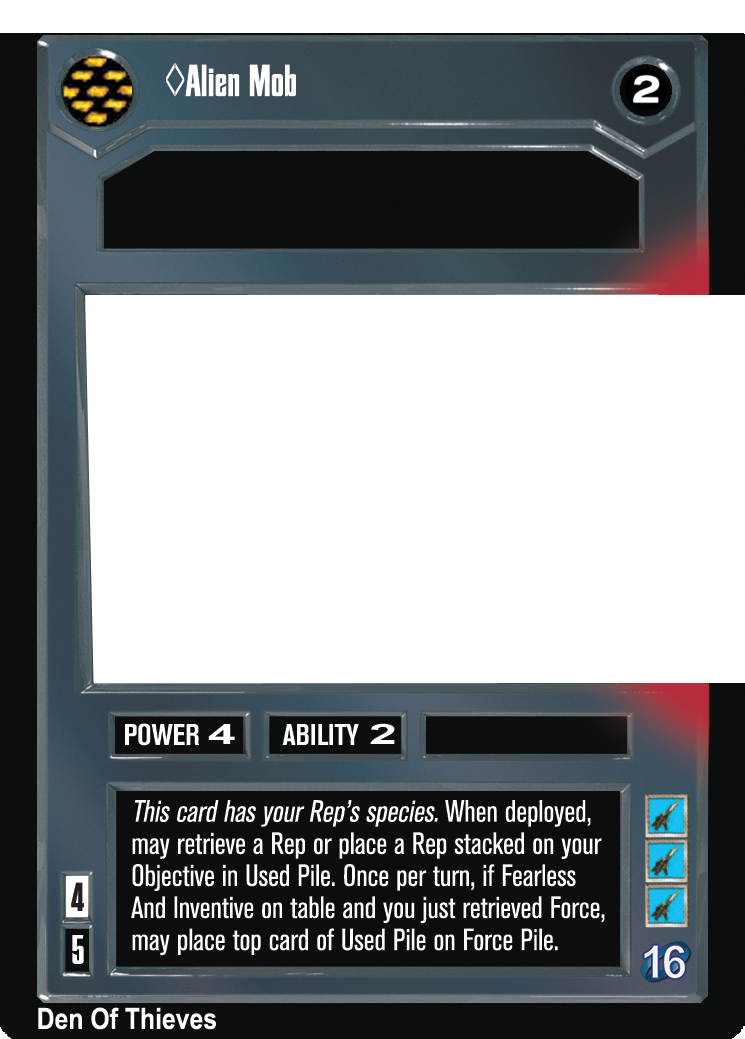 ◊Alien Mob
2
POWER 4
ABILITY 2
This card has your Rep's species. When deployed,
may retrieve a Rep or place a Rep stacked on your
Objective in Used Pile. Once per turn, if Fearless
And Inventive on table and you just retrieved Force,
may place top card of Used Pile on Force Pile.
4
5
16
Den Of Thieves